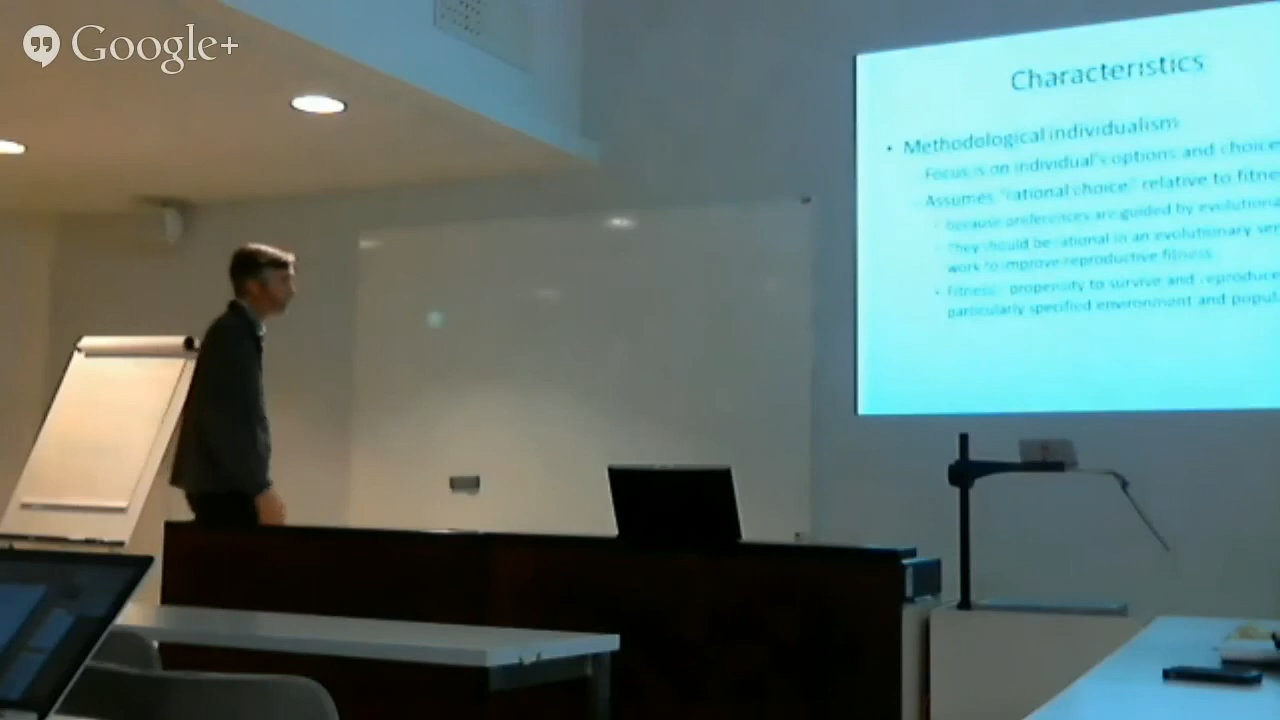 Google+
Characteristics
• Methodological individualism
Focus is on individual's options and choice
Assumes "rational choice" relative to fitne
because preferences are guided by evolutiona
They should be rational in an evolutionary sen
work to improve reproductive fitness
• Fitness: propensity to survive and reproduce
particularly specified environment and popul